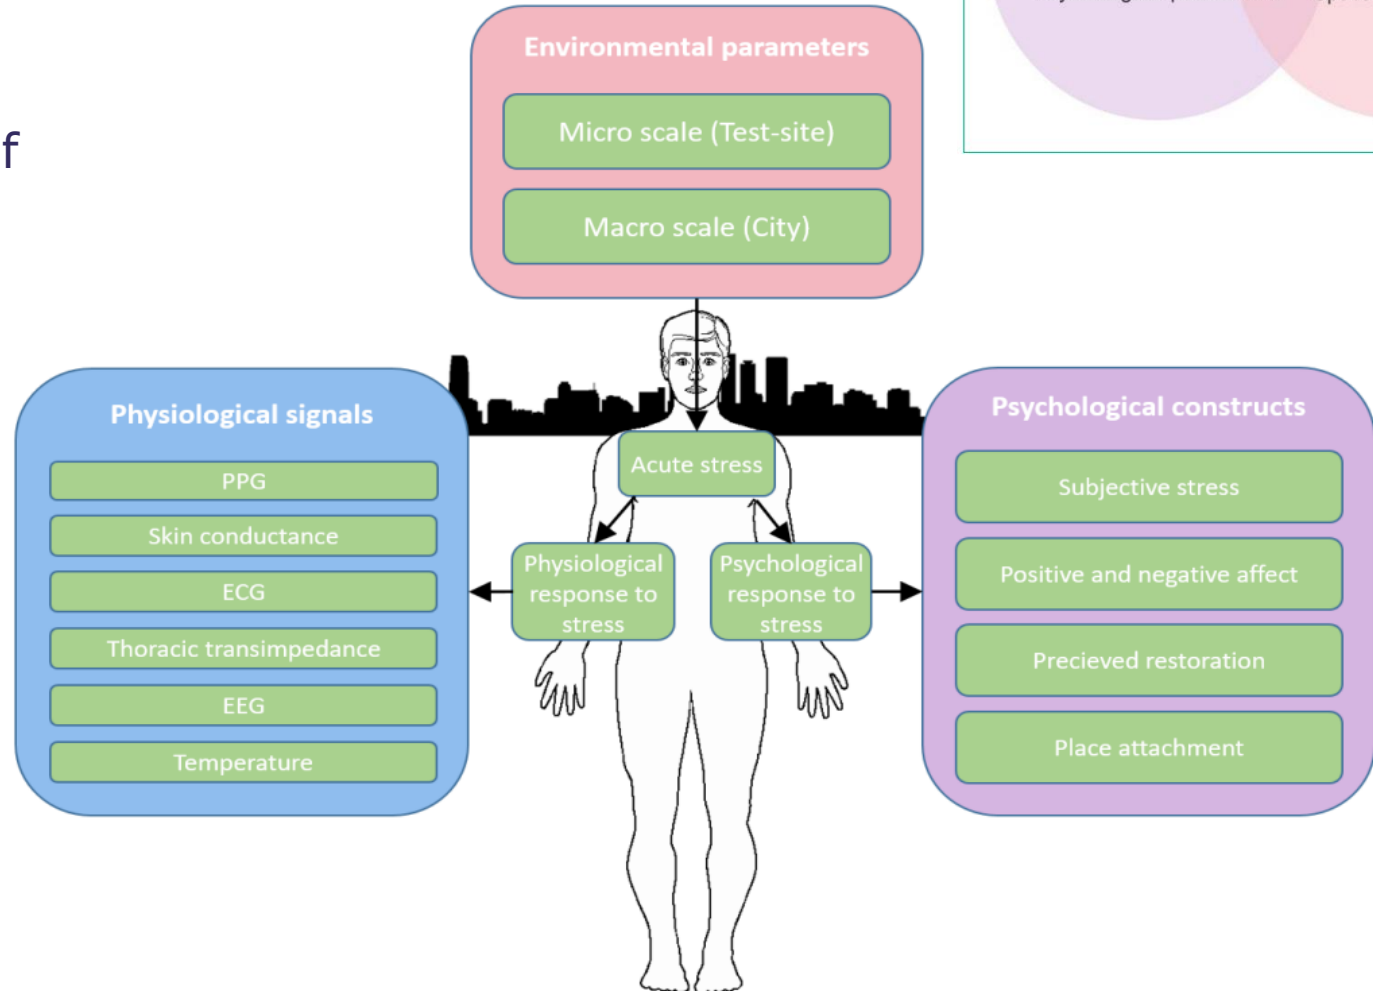 f
Environmental parameters
Micro scale (Test-site)
Macro scale (City)
Physiological signals
PPG
Skin conductance
ECG
Thoracic transimpedance
EEG
Temperature
Acute stress
Physiological
response to
stress
Psychological
response to
stress
Psychological constructs
Subjective stress
Positive and negative affect
Precieved restoration
Place attachment